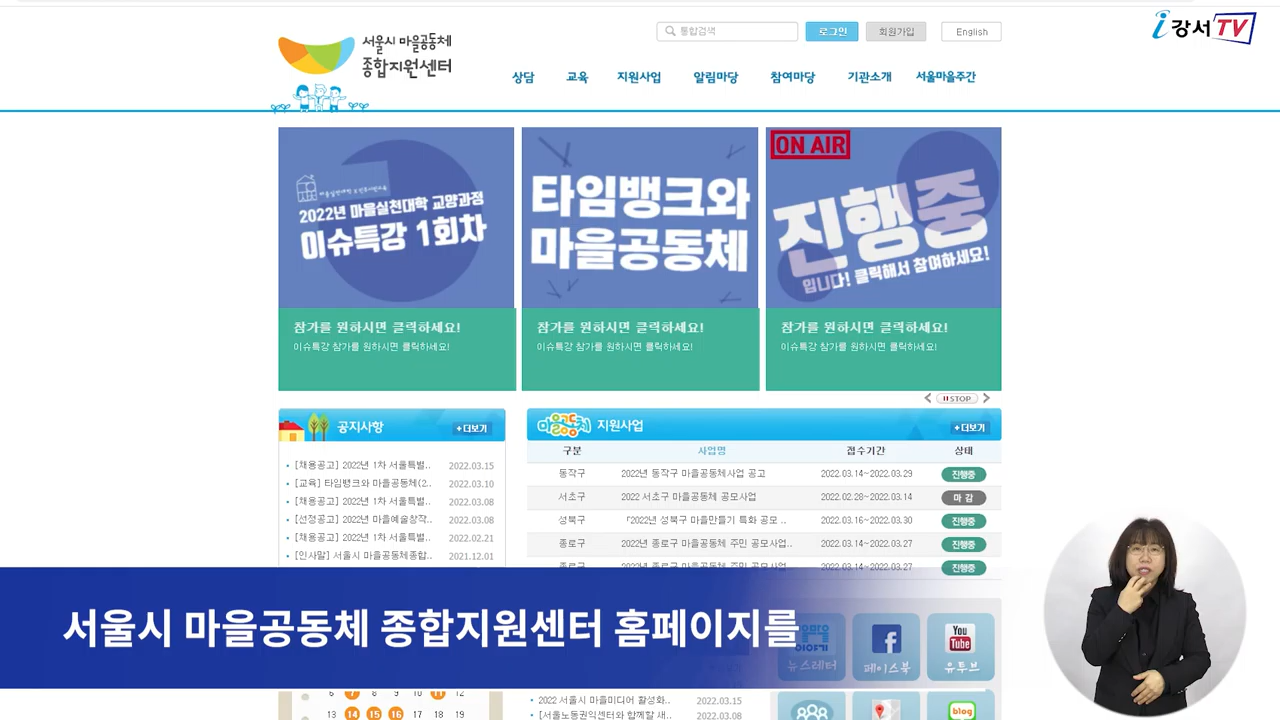 통합검색
로그인
회원가입
English
i강서TV
서울시 마을공동체
종합지원센터
상담 교육 지원사업 알림마당 참여마당 기관소개 서울마을주간
2022년 마을실천대학 교양과정
이슈특강 1회차
타임뱅크와
마을공동체
ON AIR
진행중
입니다! 클릭해서 참여하세요!
참가를 원하시면 클릭하세요!
이슈특강 참가를 원하시면 클릭하세요!
참가를 원하시면 클릭하세요!
이슈특강 참가를 원하시면 클릭하세요!
참가를 원하시면 클릭하세요!
이슈특강 참가를 원하시면 클릭하세요!
STOP
공지사항
+더보기
[채용공고] 2022년 1차 서울특별.. 2022.03.15
[교육] 타임뱅크와 마을공동체(2.. 2022.03.10
[채용공고] 2022년 1차 서울특별.. 2022.03.08
[선정공고] 2022년 마을예술창작.. 2022.03.08
[채용공고] 2022년 1차 서울특별.. 2022.02.21
[인사말] 서울시 마을공동체종합.. 2021.12.01
마을공동체 지원사업
+더보기
구분 사업명 접수기간 상태
동작구 2022년 동작구 마을공동체사업 공고 2022.03.14~2022.03.29 진행중
서초구 2022 서초구 마을공동체 공모사업 2022.02.28~2022.03.14 마감
성북구 「2022년 성북구 마을만들기 특화 공모 .. 2022.03.16~2022.03.30 진행중
종로구 2022년 종로구 마을공동체 주민 공모사업.. 2022.03.14~2022.03.27 진행중
종로구 2022년 종로구 마을공동체 주민 공모사업 2022.03.14~2022.03.27 진행중
서울시 마을공동체 종합지원센터 홈페이지를
마을이야기
뉴스레터
페이스북
You Tube
유투브
6 7 8 9 10 11 12
13 14 15 16 17 18 19
2022 서울시 마을미디어 활성화.. 2022.03.15
[서울노동권익센터와 함께할 새.. 2022.03.08
blog